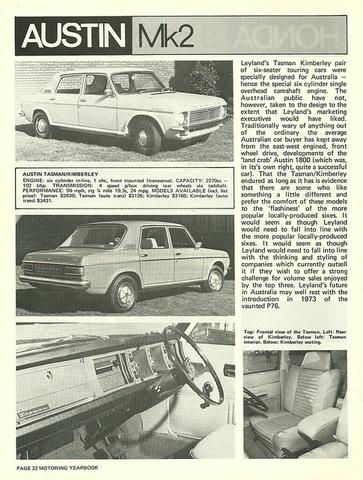 AUSTIN Mk2
Leyland's Tasman Kimberley pair
of six-seater touring cars were
specially designed for Australia —
hence the special six cylinder single
overhead camshaft engine. The
Australian public have not,
however, taken to the design to the
extent that Leyland's marketing
executives would have liked.
Traditionally wary of anything out
of the ordinary the average
Australian car buyer has kept away
from the east-west engined, front
wheel drive, developments of the
'land crab' Austin 1800 (which was,
in it's own right, quite a successful
car). That the Tasman/Kimberley
endured as long as it has is evidence
that there are some who like
something a little different and
prefer the comfort of these models
to the 'flashiness' of the more
popular locally-produced sixes. It
would seem as though Leyland
would need to fall into line with
the more popular locally-produced
sixes. It would seem as though
Leyland would need to fall into line
with the thinking and styling of
companies which currently outsell
it if they wish to offer a strong
challenge for volume sales enjoyed
by the top three. Leyland's future
in Australia may well rest with the
introduction in 1973 of the
vaunted P76.
AUSTIN TASMAN/KIMBERLEY
ENGINE: six cylinder in-line, 1 ohc, front mounted (transverse). CAPACITY: 2270cc —
102 bhp. TRANSMISSION: 4 speed g/box driving rear wheels via tailshaft.
PERFORMANCE: 99 mph, s/g ¼ mile 19.3s, 24 mpg. MODELS AVAILABLE (incl. list
price): Tasman $2830; Tasman (auto trans) $3120; Kimberley $3166; Kimberley (auto
trans) $3431.
Top: Frontal view of the Tasman. Left: Rear
view of Kimberley. Below left: Tasman
interior. Below: Kimberley seating.
PAGE 32 MOTORING YEARBOOK